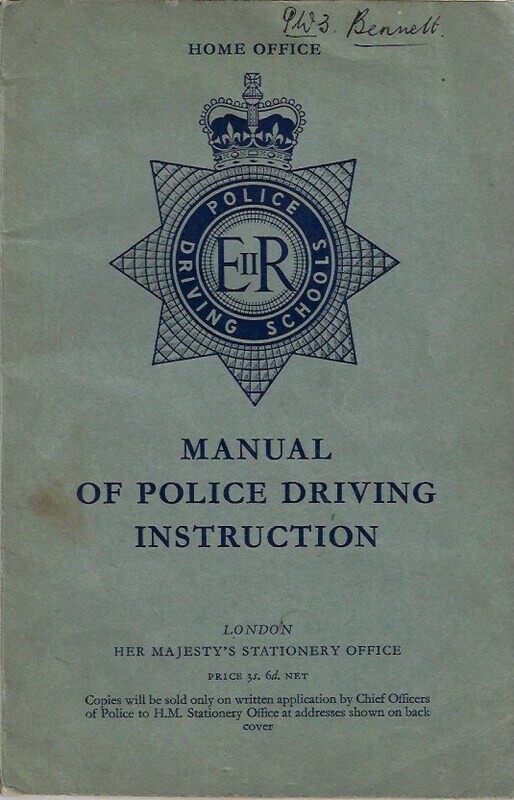 PW3. Bennett.
HOME OFFICE
POLICE
DRIVING SCHOOLS
EIIR
MANUAL
OF POLICE DRIVING
INSTRUCTION
LONDON
HER MAJESTY'S STATIONERY OFFICE
PRICE 3s. 6d. NET
Copies will be sold only on written application by Chief Officers
of Police to H.M. Stationery Office at addresses shown on back
cover